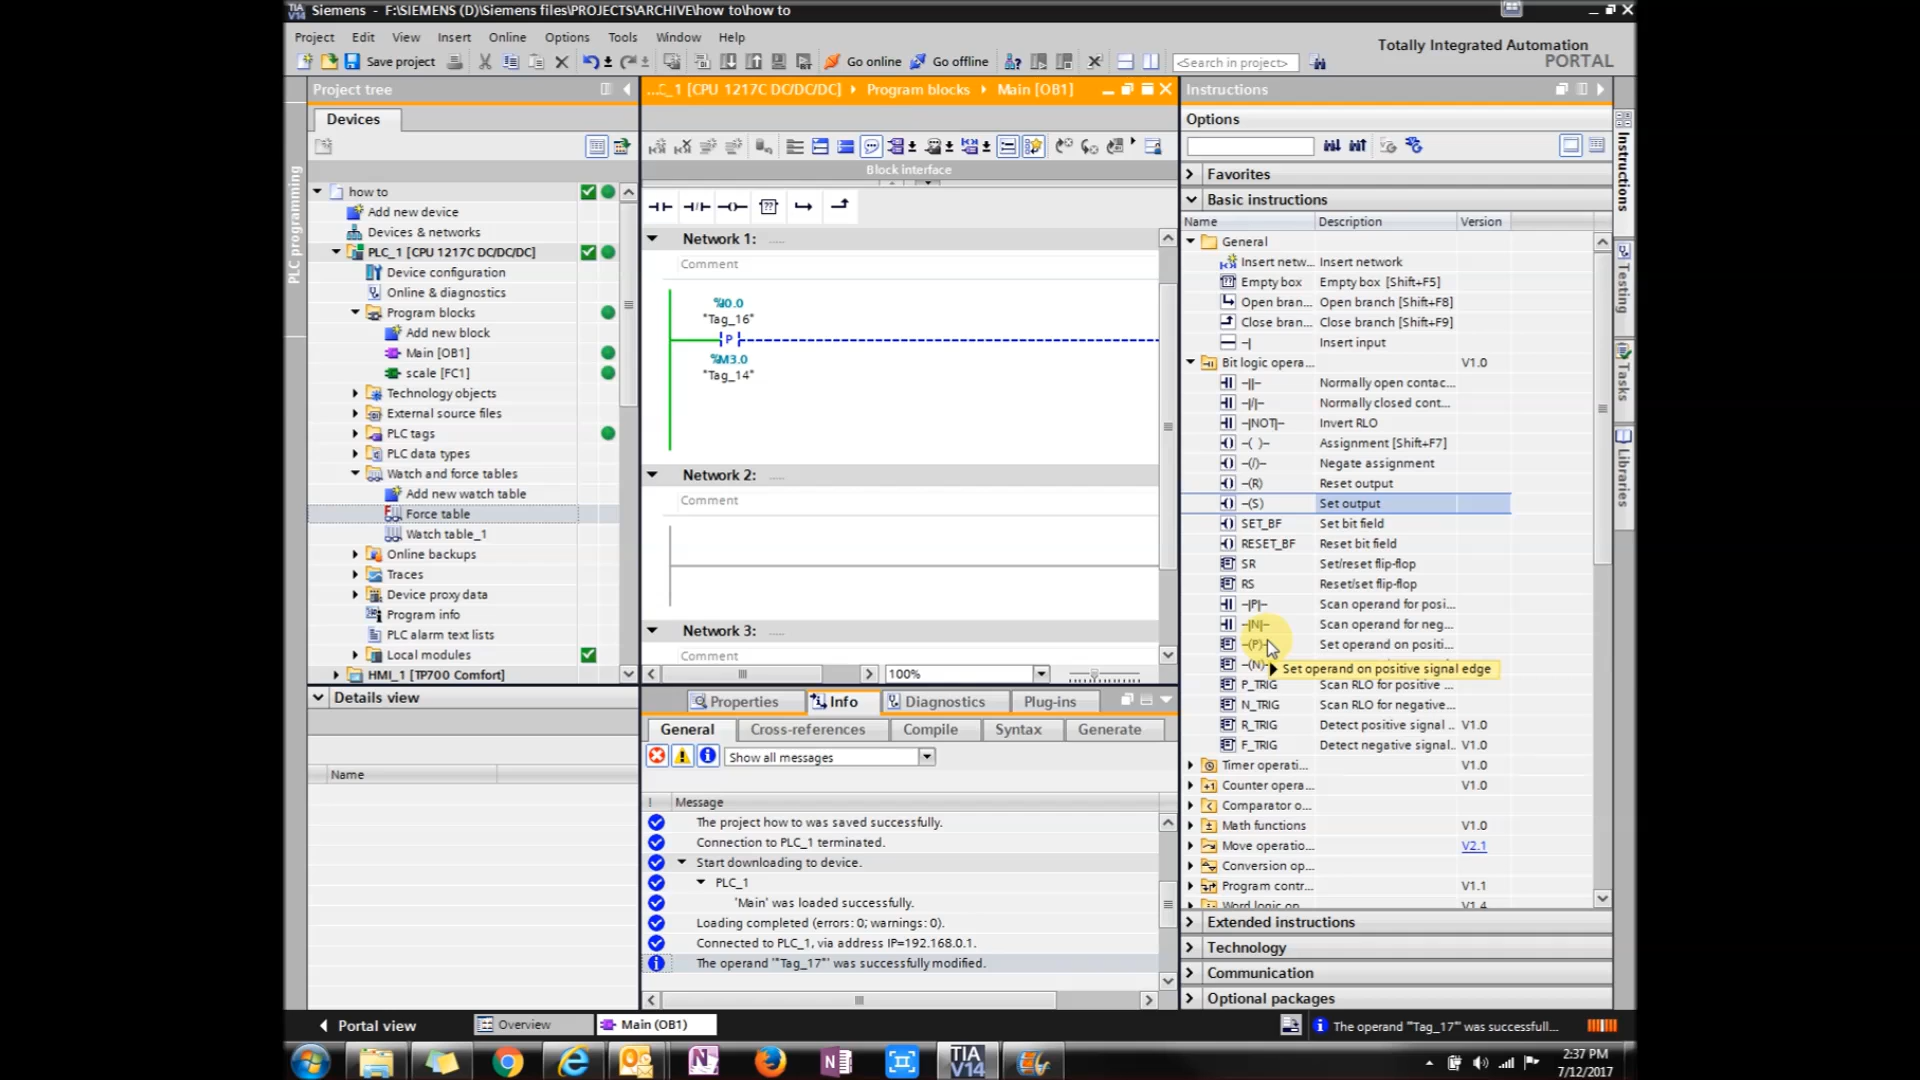 TIA V14 Siemens - F:\SIEMENS (D)\Siemens files\PROJECTS\ARCHIVE\how to\how to
Project Edit View Insert Online Options Tools Window Help
Totally Integrated Automation
PORTAL
Save project
Go online
Go offline
<Search in project>
Project tree
...C_1 [CPU 1217C DC/DC/DC] Program blocks Main [OB1]
Instructions
Devices
Options
PLC programming
Block interface
Favorites
Basic instructions
Name Description Version
how to
Add new device
Devices & networks
PLC_1 [CPU 1217C DC/DC/DC]
Device configuration
Online & diagnostics
Program blocks
Add new block
Main [OB1]
scale [FC1]
Technology objects
External source files
PLC tags
PLC data types
Watch and force tables
Add new watch table
Force table
Watch table_1
Online backups
Traces
Device proxy data
Program info
PLC alarm text lists
Local modules
HMI_1 [TP700 Comfort]
Details view
Name
Network 1: .....
Comment
%I0.0
"Tag_16"
P
%M3.0
"Tag_14"
Network 2: .....
Comment
Network 3: .....
Comment
100%
General
Insert netw... Insert network
Empty box Empty box [Shift+F5]
Open bran... Open branch [Shift+F8]
Close bran... Close branch [Shift+F9]
Insert input
Bit logic opera... V1.0
-||- Normally open contac...
-|/|- Normally closed cont...
-|NOT|- Invert RLO
-( )- Assignment [Shift+F7]
-(/)- Negate assignment
-(R) Reset output
-(S) Set output
SET_BF Set bit field
RESET_BF Reset bit field
SR Set/reset flip-flop
RS Reset/set flip-flop
-|P|- Scan operand for posi...
-|N|- Scan operand for neg...
-(P)- Set operand on positi...
-(N)- Set operand on positive signal edge
P_TRIG Scan RLO for positive ...
N_TRIG Scan RLO for negative...
R_TRIG Detect positive signal .. V1.0
F_TRIG Detect negative signal.. V1.0
Timer operati... V1.0
Counter opera... V1.0
Comparator o...
Math functions V1.0
Move operatio... V2.1
Conversion op...
Program contr... V1.1
Word logic op... V1.4
Extended instructions
Technology
Communication
Optional packages
Instructions
Testing
Tasks
Libraries
Properties Info Diagnostics Plug-ins
General Cross-references Compile Syntax Generate
Show all messages
! Message
The project how to was saved successfully.
Connection to PLC_1 terminated.
Start downloading to device.
PLC_1
'Main' was loaded successfully.
Loading completed (errors: 0; warnings: 0).
Connected to PLC_1, via address IP=192.168.0.1.
The operand '"Tag_17"' was successfully modified.
Portal view
Overview
Main (OB1)
The operand '"Tag_17"' was successfull...
TIA V14
2:37 PM
7/12/2017